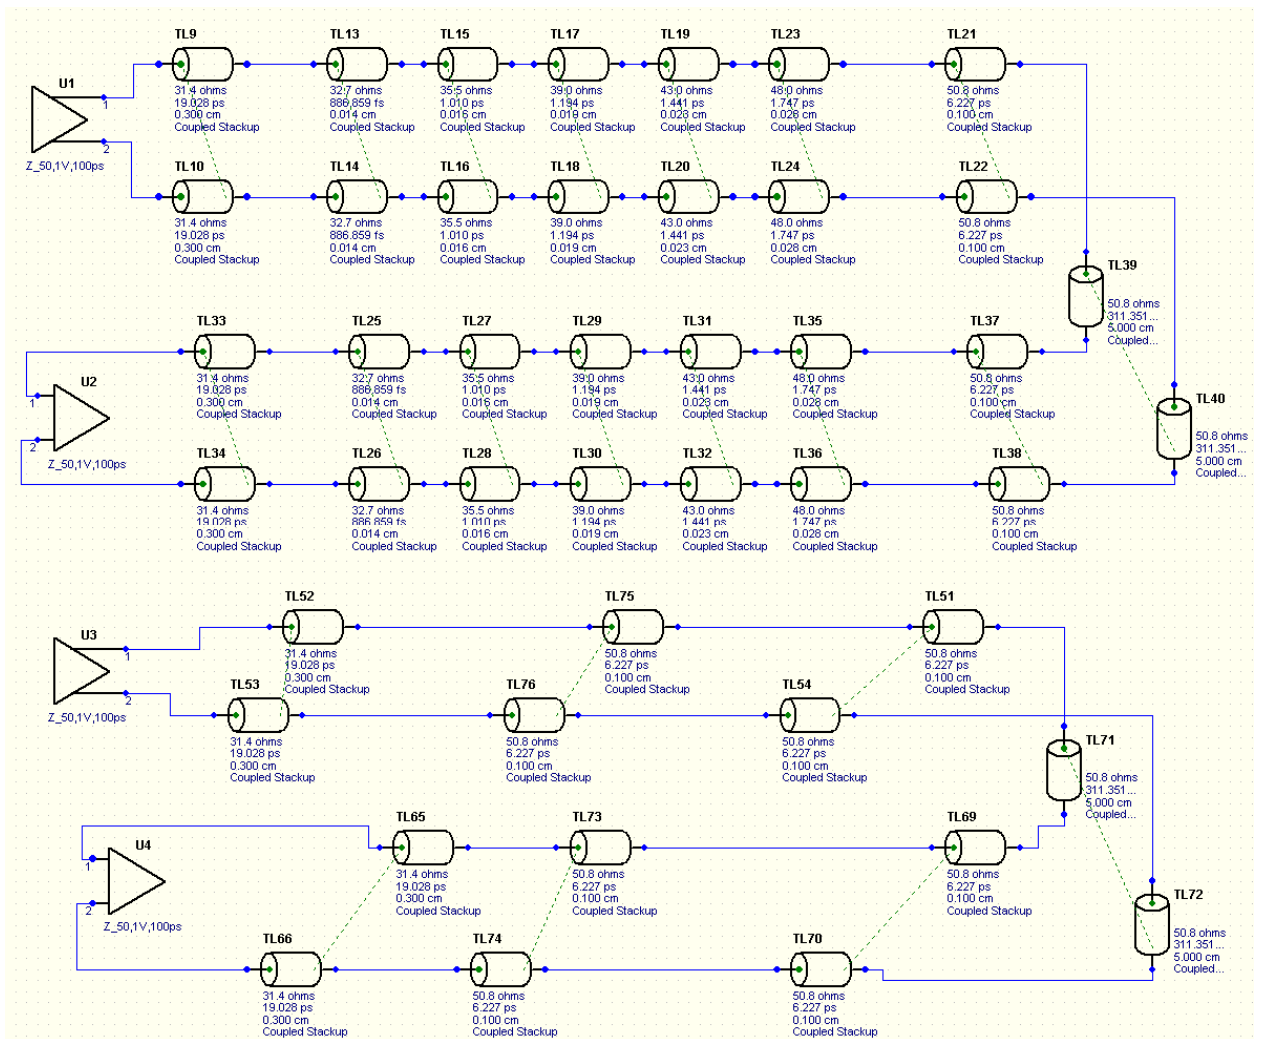 U1
1
2
Z_50,1V,100ps
TL9
31.4 ohms
19.028 ps
0.300 cm
Coupled Stackup
TL13
32.7 ohms
886.859 fs
0.014 cm
Coupled Stackup
TL15
35.5 ohms
1.010 ps
0.016 cm
Coupled Stackup
TL17
39.0 ohms
1.194 ps
0.019 cm
Coupled Stackup
TL19
43.0 ohms
1.441 ps
0.023 cm
Coupled Stackup
TL23
48.0 ohms
1.747 ps
0.028 cm
Coupled Stackup
TL21
50.8 ohms
6.227 ps
0.100 cm
Coupled Stackup
TL10
31.4 ohms
19.028 ps
0.300 cm
Coupled Stackup
TL14
32.7 ohms
886.859 fs
0.014 cm
Coupled Stackup
TL16
35.5 ohms
1.010 ps
0.016 cm
Coupled Stackup
TL18
39.0 ohms
1.194 ps
0.019 cm
Coupled Stackup
TL20
43.0 ohms
1.441 ps
0.023 cm
Coupled Stackup
TL24
48.0 ohms
1.747 ps
0.028 cm
Coupled Stackup
TL22
50.8 ohms
6.227 ps
0.100 cm
Coupled Stackup
TL39
50.8 ohms
311.351...
5.000 cm
Coupled...
TL40
50.8 ohms
311.351...
5.000 cm
Coupled...
U2
1
2
Z_50,1V,100ps
TL33
31.4 ohms
19.028 ps
0.300 cm
Coupled Stackup
TL25
32.7 ohms
886.859 fs
0.014 cm
Coupled Stackup
TL27
35.5 ohms
1.010 ps
0.016 cm
Coupled Stackup
TL29
39.0 ohms
1.194 ps
0.019 cm
Coupled Stackup
TL31
43.0 ohms
1.441 ps
0.023 cm
Coupled Stackup
TL35
48.0 ohms
1.747 ps
0.028 cm
Coupled Stackup
TL37
50.8 ohms
6.227 ps
0.100 cm
Coupled Stackup
TL34
31.4 ohms
19.028 ps
0.300 cm
Coupled Stackup
TL26
32.7 ohms
886.859 fs
0.014 cm
Coupled Stackup
TL28
35.5 ohms
1.010 ps
0.016 cm
Coupled Stackup
TL30
39.0 ohms
1.194 ps
0.019 cm
Coupled Stackup
TL32
43.0 ohms
1.441 ps
0.023 cm
Coupled Stackup
TL36
48.0 ohms
1.747 ps
0.028 cm
Coupled Stackup
TL38
50.8 ohms
6.227 ps
0.100 cm
Coupled Stackup
U3
1
2
Z_50,1V,100ps
TL52
31.4 ohms
19.028 ps
0.300 cm
Coupled Stackup
TL75
50.8 ohms
6.227 ps
0.100 cm
Coupled Stackup
TL51
50.8 ohms
6.227 ps
0.100 cm
Coupled Stackup
TL53
31.4 ohms
19.028 ps
0.300 cm
Coupled Stackup
TL76
50.8 ohms
6.227 ps
0.100 cm
Coupled Stackup
TL54
50.8 ohms
6.227 ps
0.100 cm
Coupled Stackup
TL71
50.8 ohms
311.351...
5.000 cm
Coupled...
TL72
50.8 ohms
311.351...
5.000 cm
Coupled...
U4
1
2
Z_50,1V,100ps
TL65
31.4 ohms
19.028 ps
0.300 cm
Coupled Stackup
TL73
50.8 ohms
6.227 ps
0.100 cm
Coupled Stackup
TL69
50.8 ohms
6.227 ps
0.100 cm
Coupled Stackup
TL66
31.4 ohms
19.028 ps
0.300 cm
Coupled Stackup
TL74
50.8 ohms
6.227 ps
0.100 cm
Coupled Stackup
TL70
50.8 ohms
6.227 ps
0.100 cm
Coupled Stackup